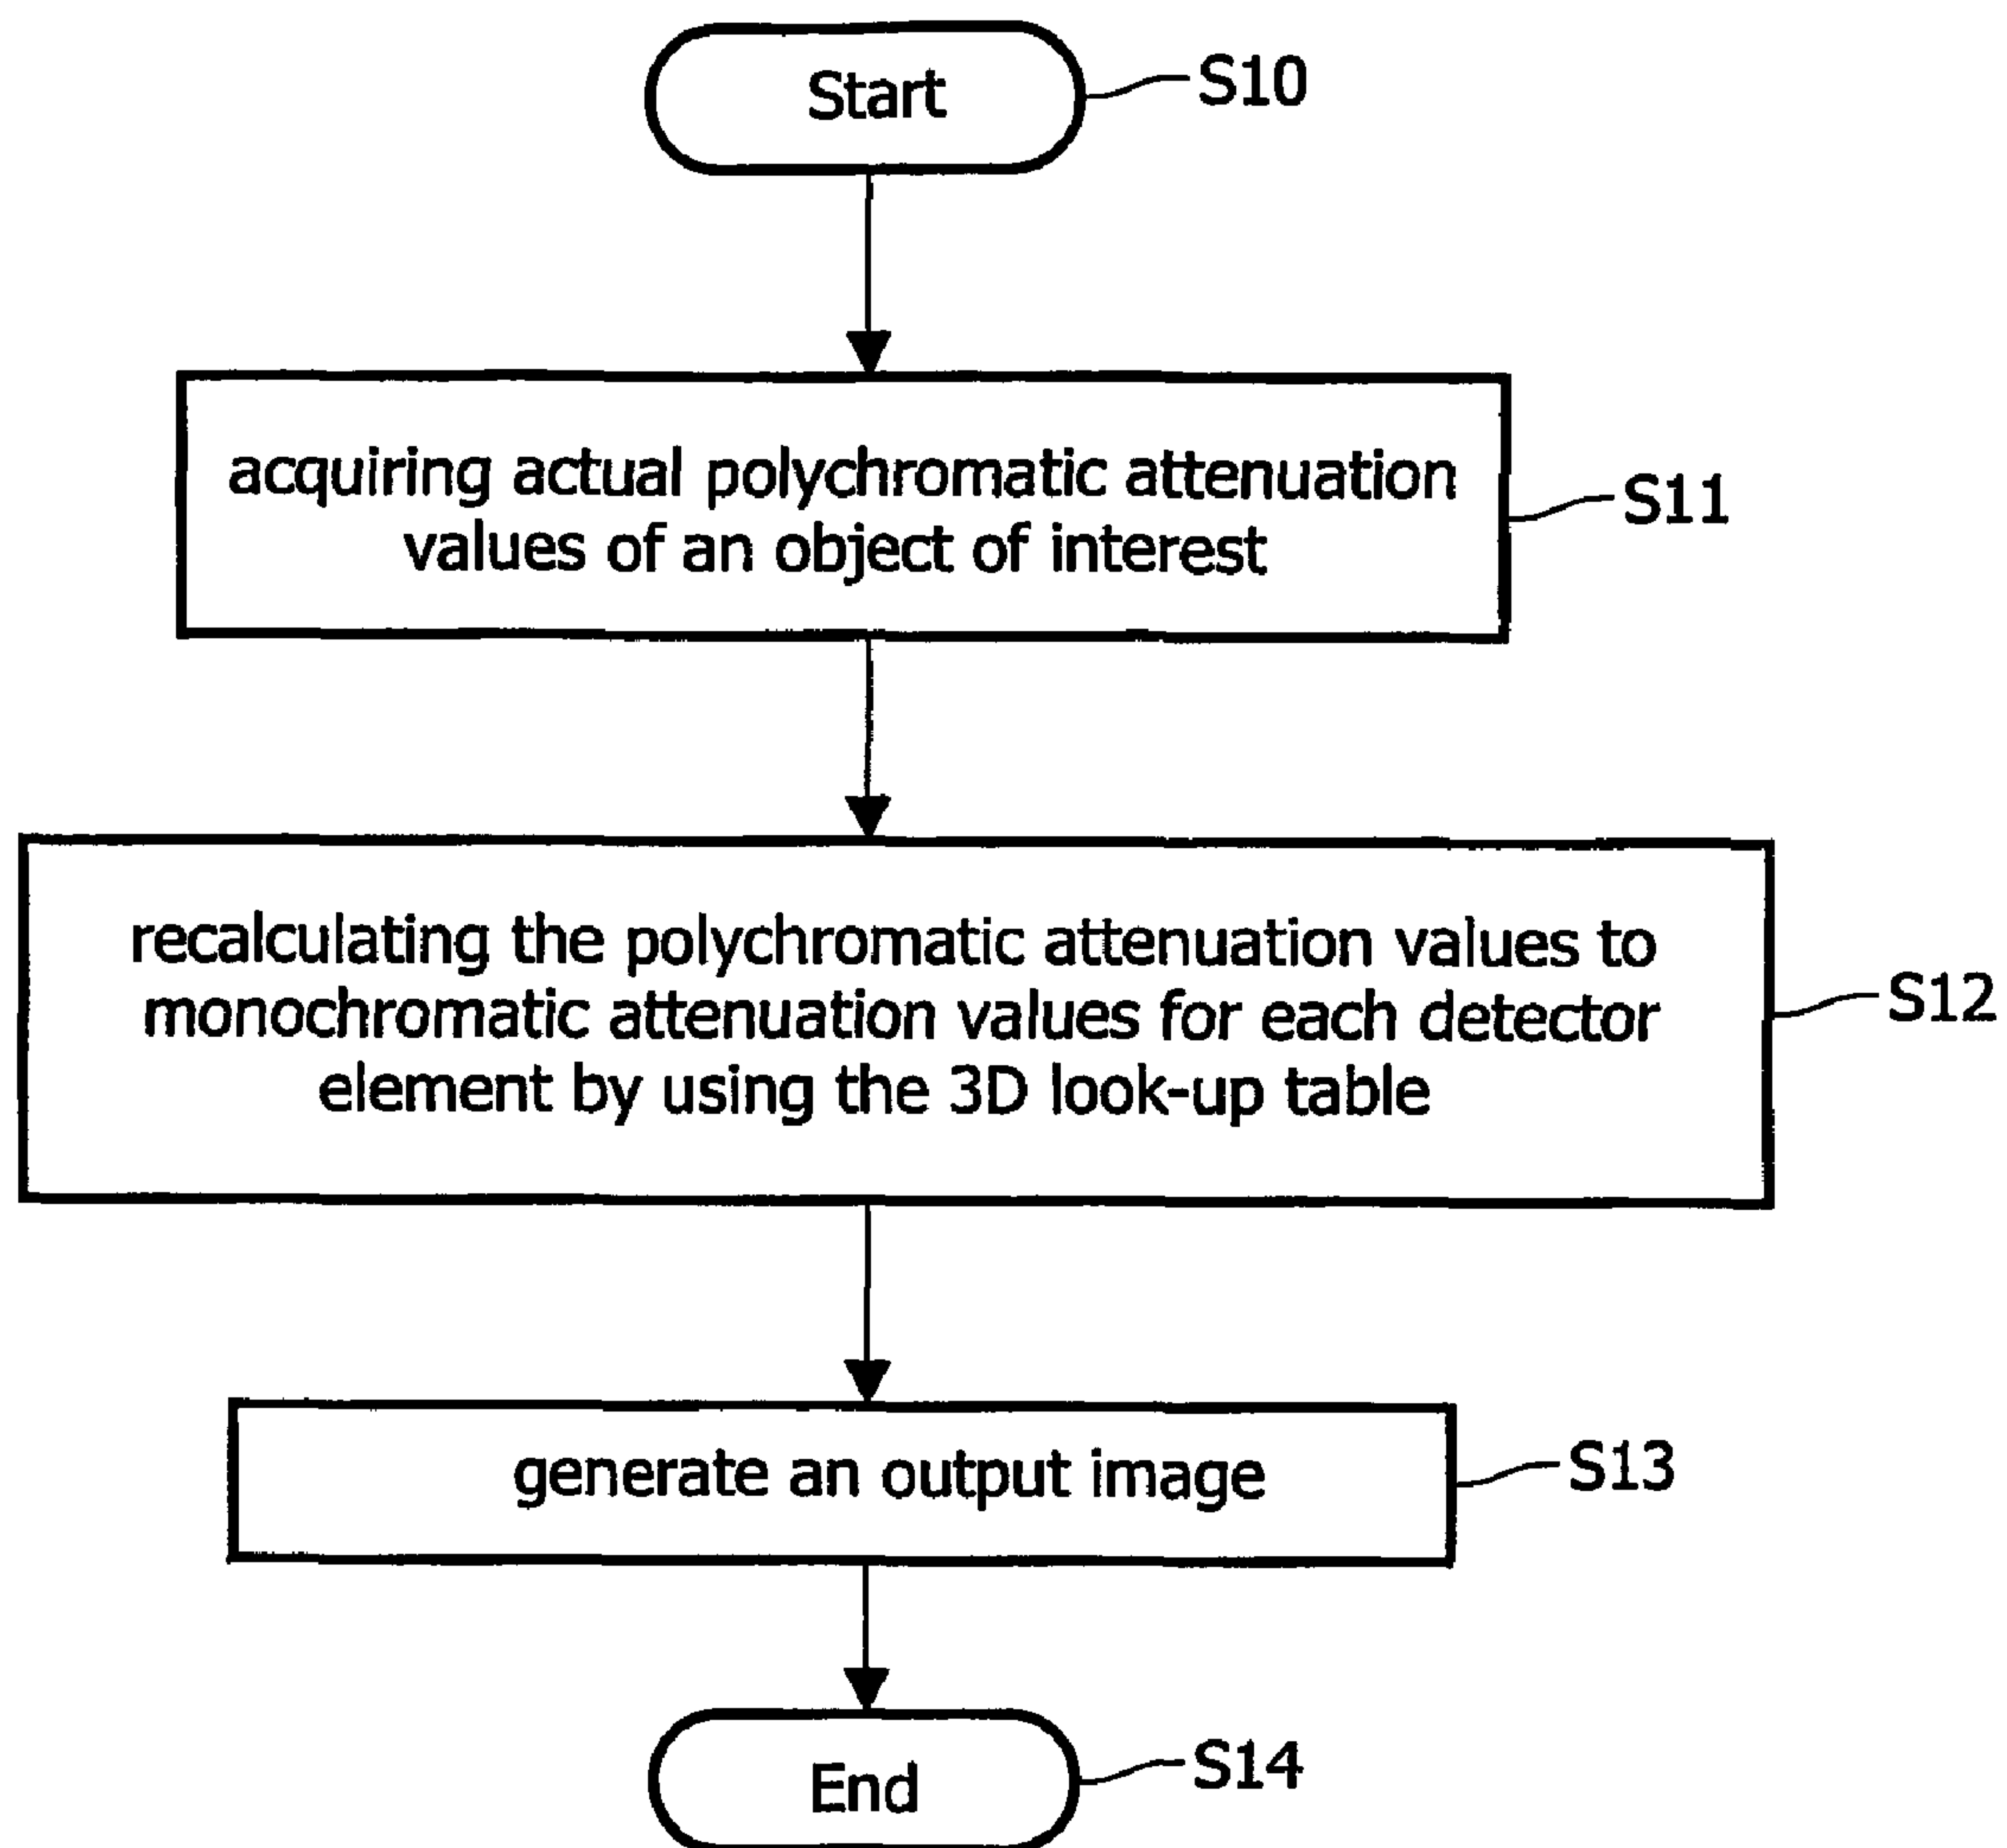 Start
S10
acquiring actual polychromatic attenuation
values of an object of interest
S11
recalculating the polychromatic attenuation values to
monochromatic attenuation values for each detector
element by using the 3D look-up table
S12
generate an output image
S13
End
S14